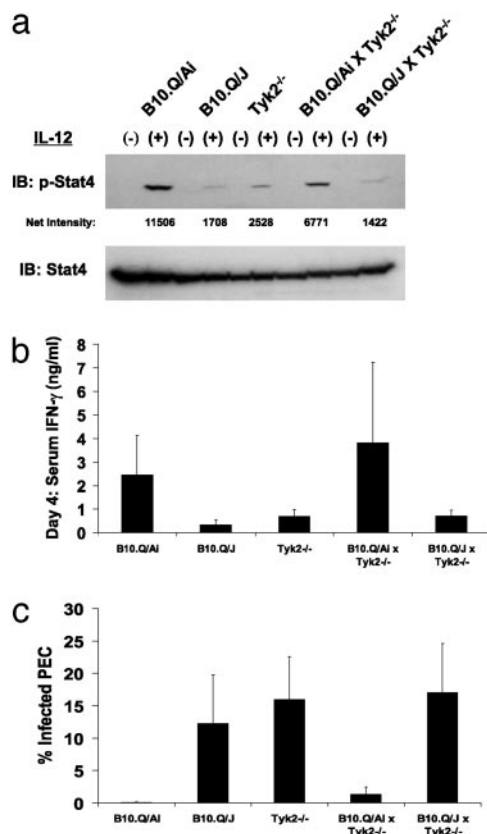 a
B10.Q/Ai
B10.Q/J
Tyk2-/-
B10.Q/Ai X Tyk2-/-
B10.Q/J X Tyk2-/-
IL-12 (-) (+) (-) (+) (-) (+) (-) (+) (-) (+)
IB: p-Stat4
Net Intensity: 11506 1708 2528 6771 1422
IB: Stat4
b
Day 4: Serum IFN-γ (ng/ml)
8
7
6
5
4
3
2
1
0
B10.Q/Ai B10.Q/J Tyk2-/- B10.Q/Ai x B10.Q/J x
Tyk2-/- Tyk2-/-
c
% Infected PEC
30
25
20
15
10
5
0
B10.Q/AI B10.Q/J Tyk2-/- B10.Q/AI x B10.Q/J x
Tyk2-/- Tyk2-/-